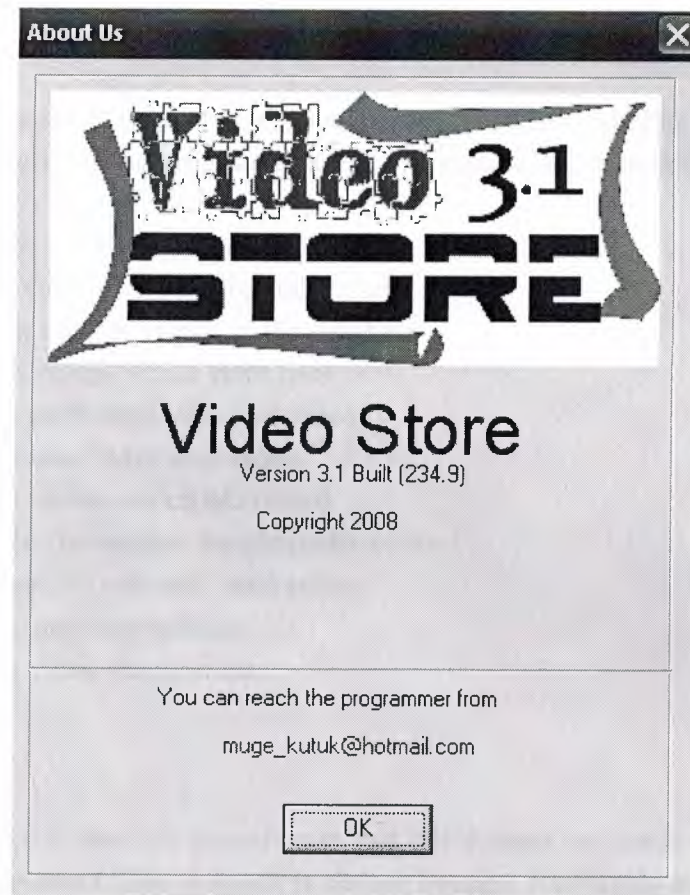 About Us
Video 3.1
STORE
Video Store
Version 3.1 Built (234.9)
Copyright 2008
You can reach the programmer from
muge_kutuk@hotmail.com
OK